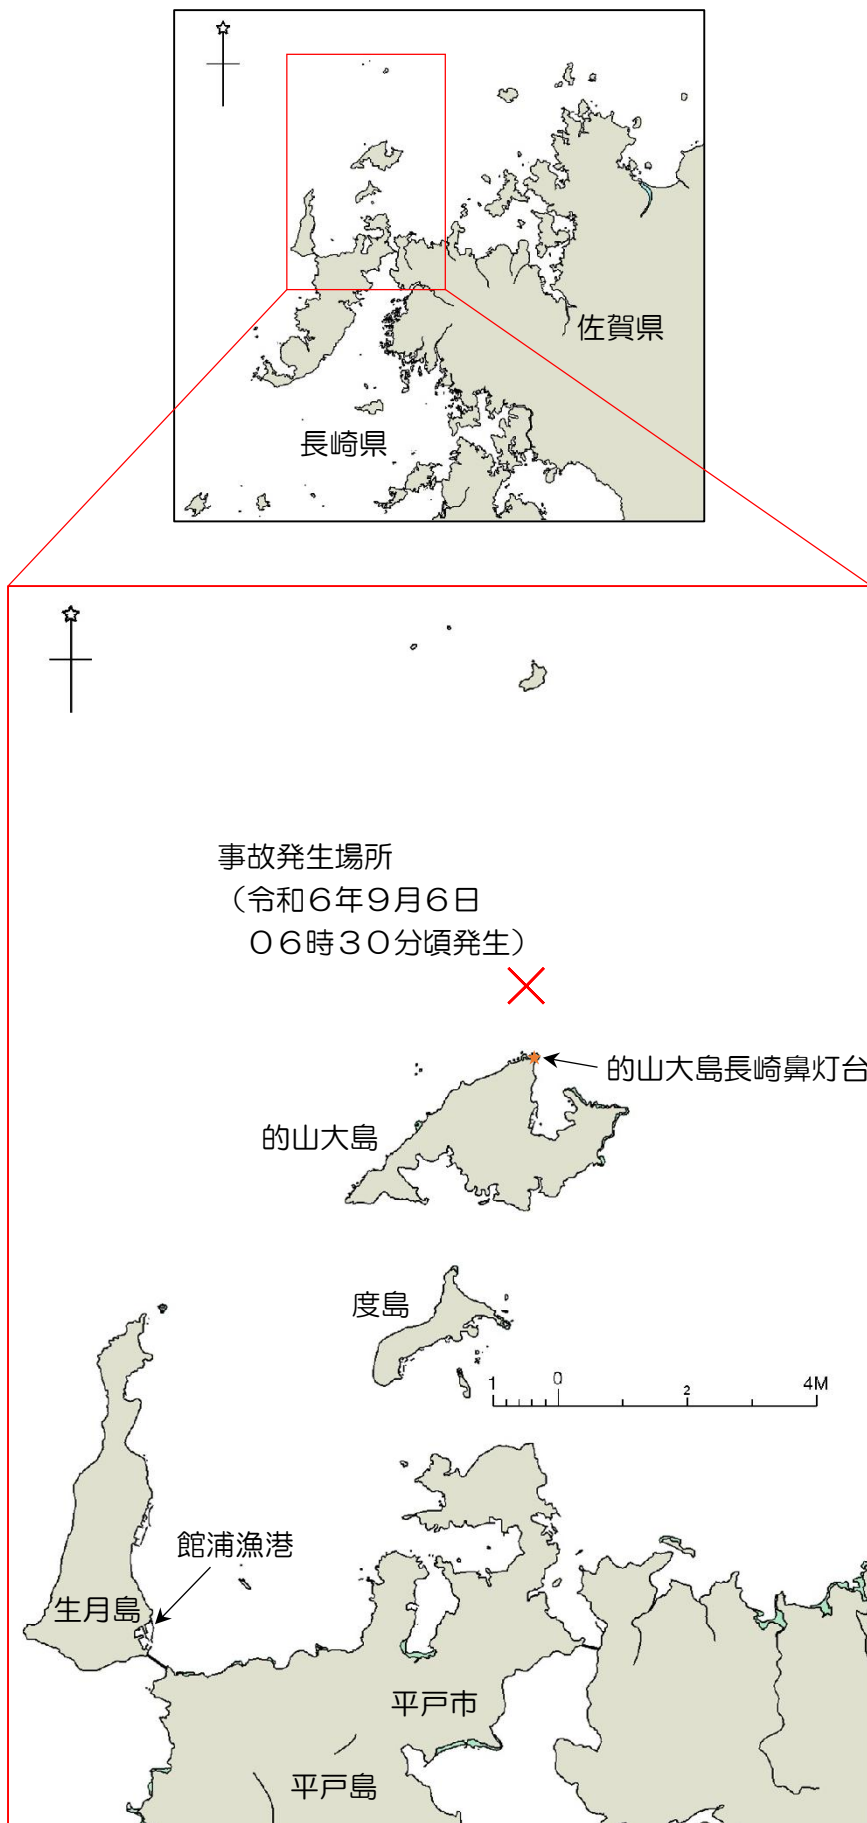 佐賀県
長崎県
事故発生場所
（令和６年９月６日
０６時３０分頃発生）
的山大島長崎鼻灯台
的山大島
度島
1 0 2 4M
館浦漁港
生月島
平戸市
平戸島